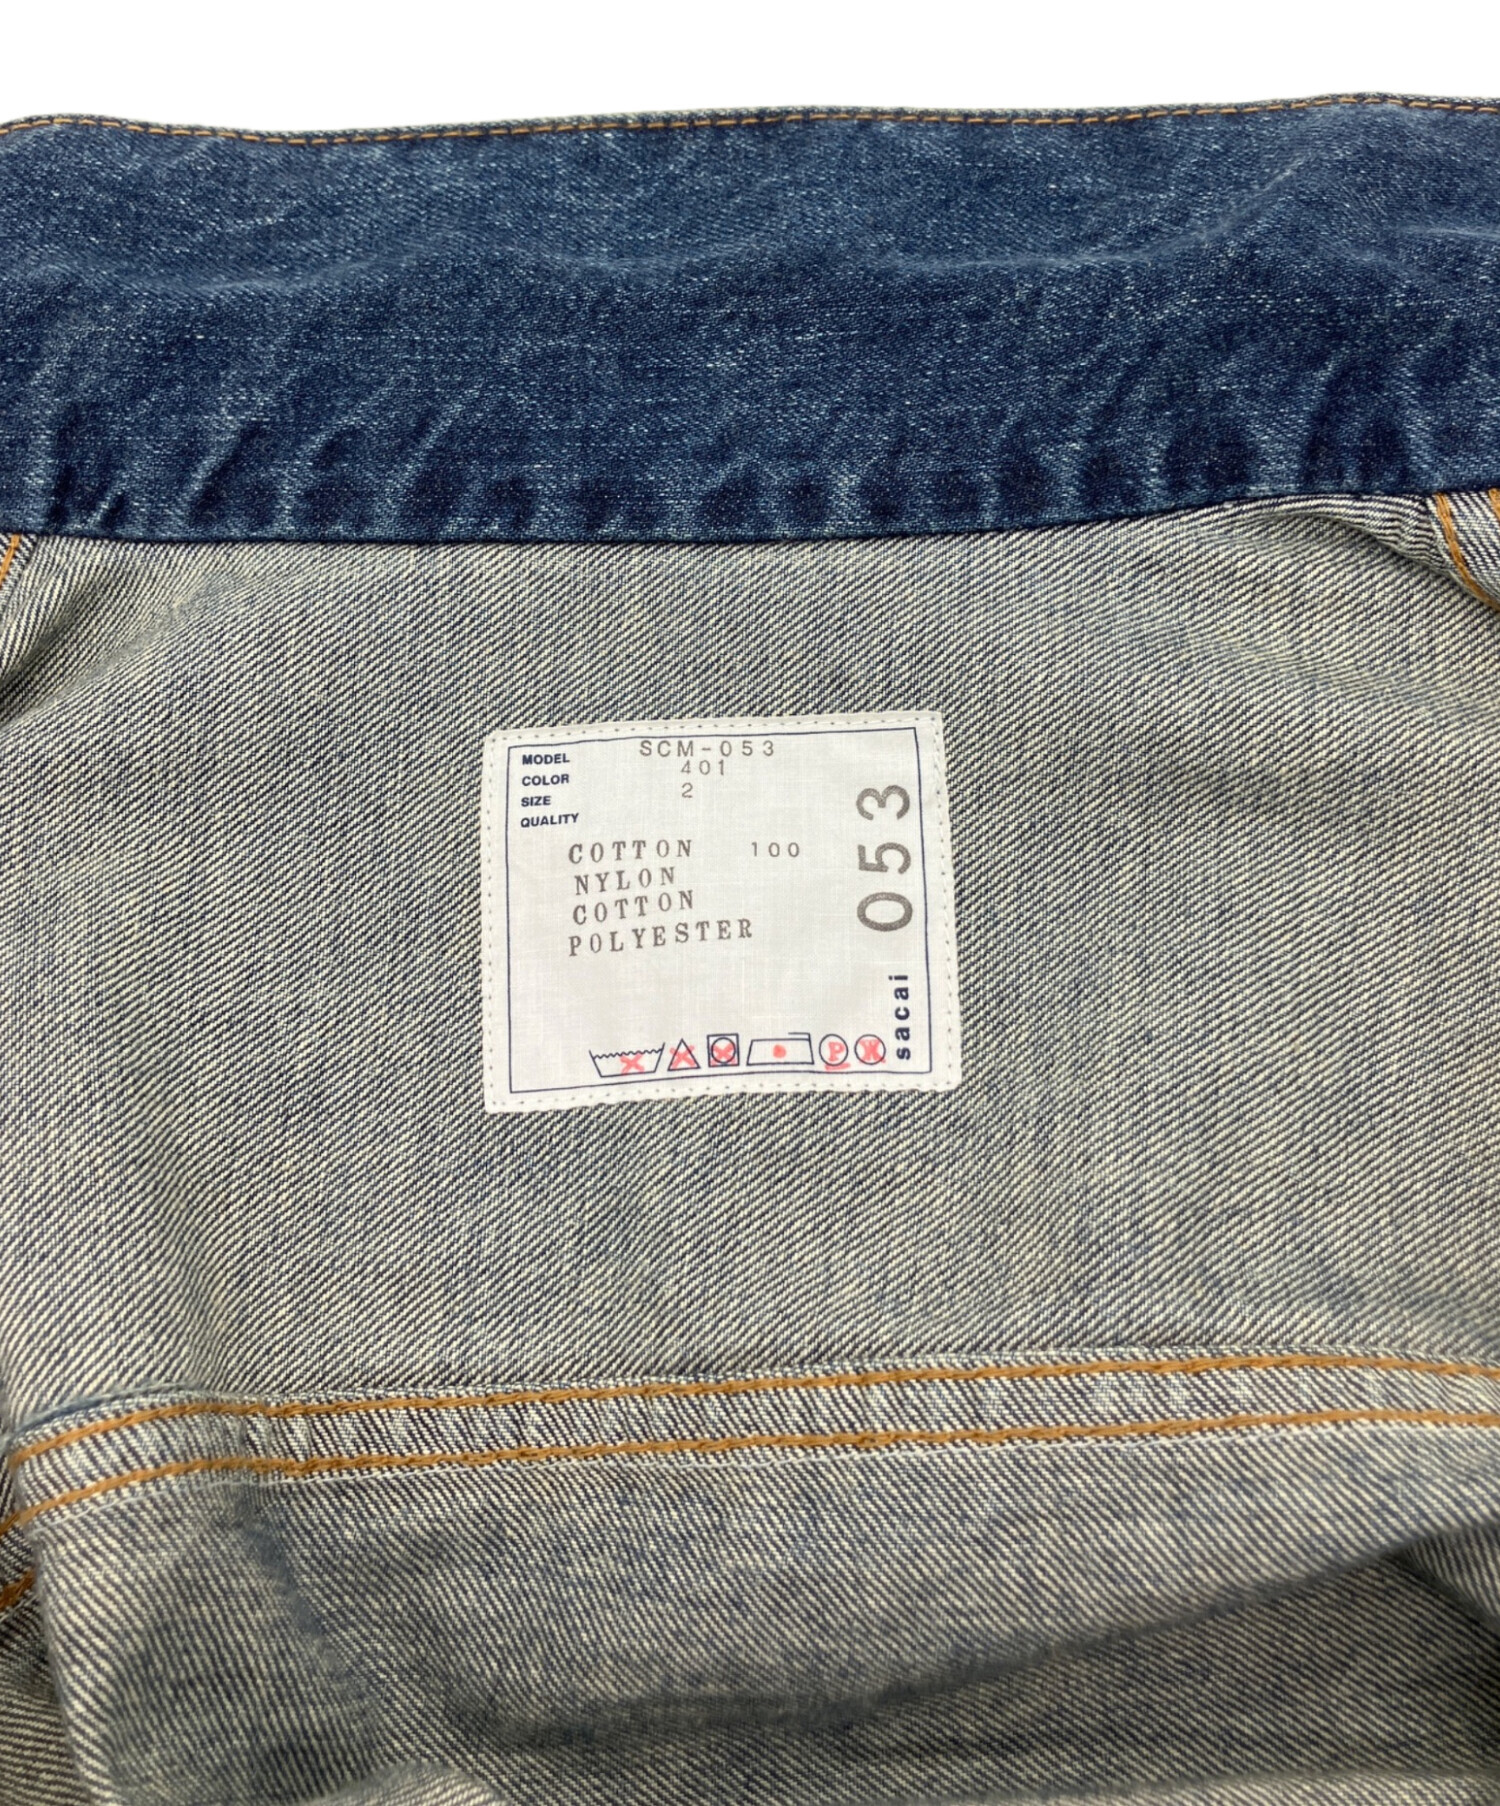 MODEL SCM-053
COLOR 401
SIZE 2
QUALITY
COTTON 100
NYLON
COTTON
POLYESTER
053
sacai
P W